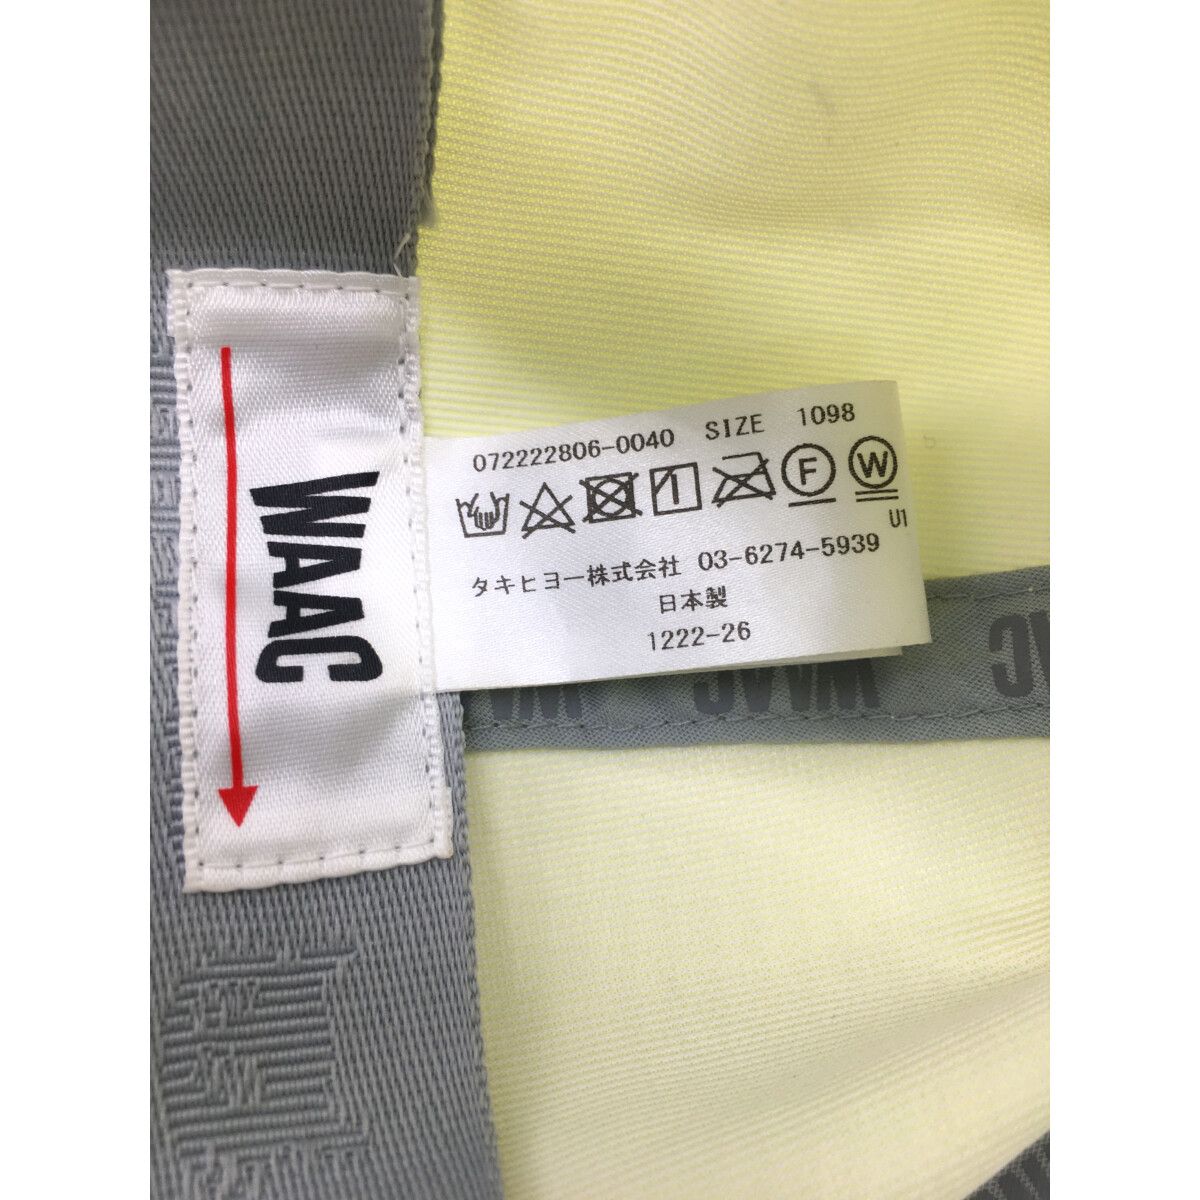 WAAC
072222806-0040 SIZE 1098
F W
U1
タキヒヨー株式会社 03-6274-5939
日本製
1222-26
WAAC WAAC